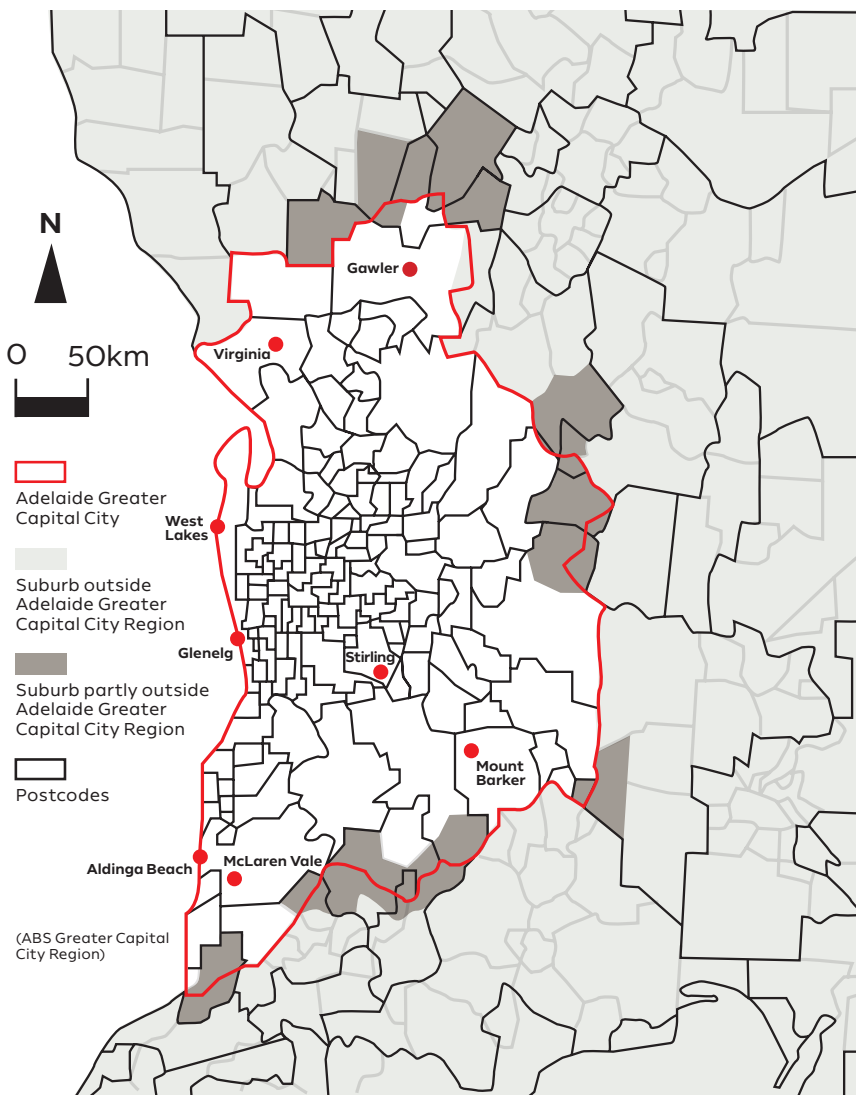 N
0 50km
Adelaide Greater
Capital City
Suburb outside
Adelaide Greater
Capital City Region
Suburb partly outside
Adelaide Greater
Capital City Region
Postcodes
(ABS Greater Capital
City Region)
Gawler
Virginia
West
Lakes
Glenelg
Stirling
Mount
Barker
Aldinga Beach
McLaren Vale